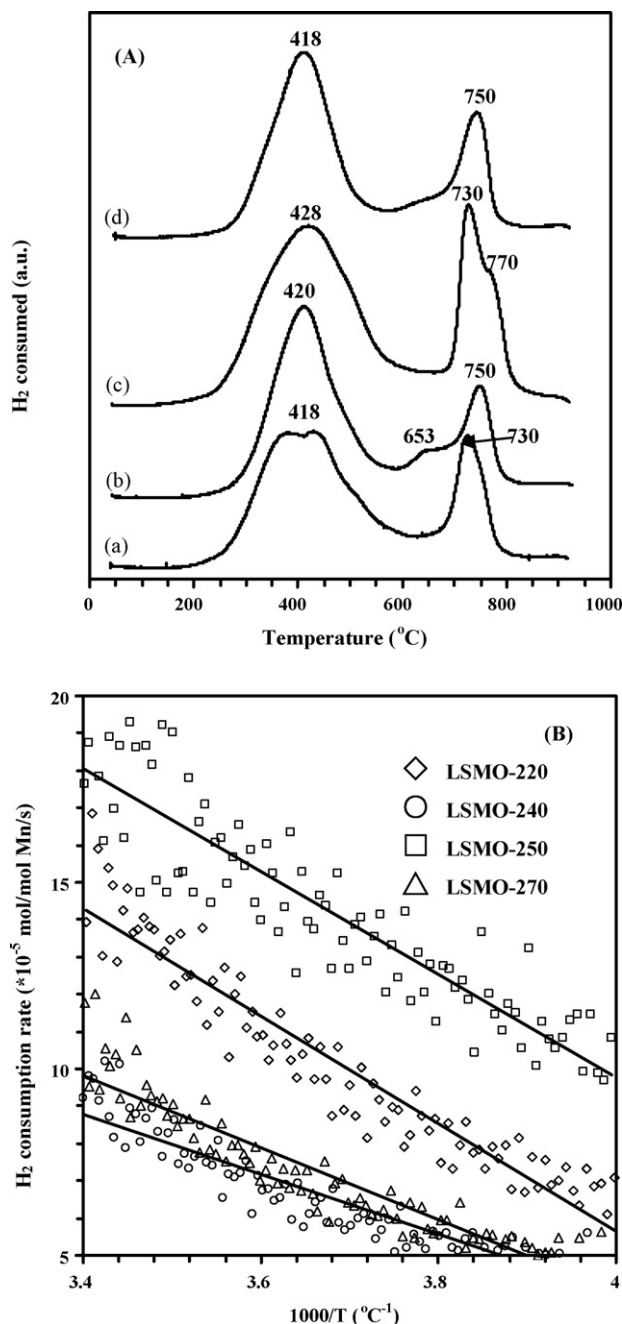 (A)
418
750
730
(d)
428
770
420
(c)
750
418
653
730
(b)
(a)
H₂ consumed (a.u.)
0 200 400 600 800 1000
Temperature (°C)
20
(B)
LSMO-220
LSMO-240
LSMO-250
LSMO-270
15
10
5
H₂ consumption rate (*10⁻⁵ mol/mol Mn/s)
3.4 3.6 3.8 4
1000/T (°C⁻¹)